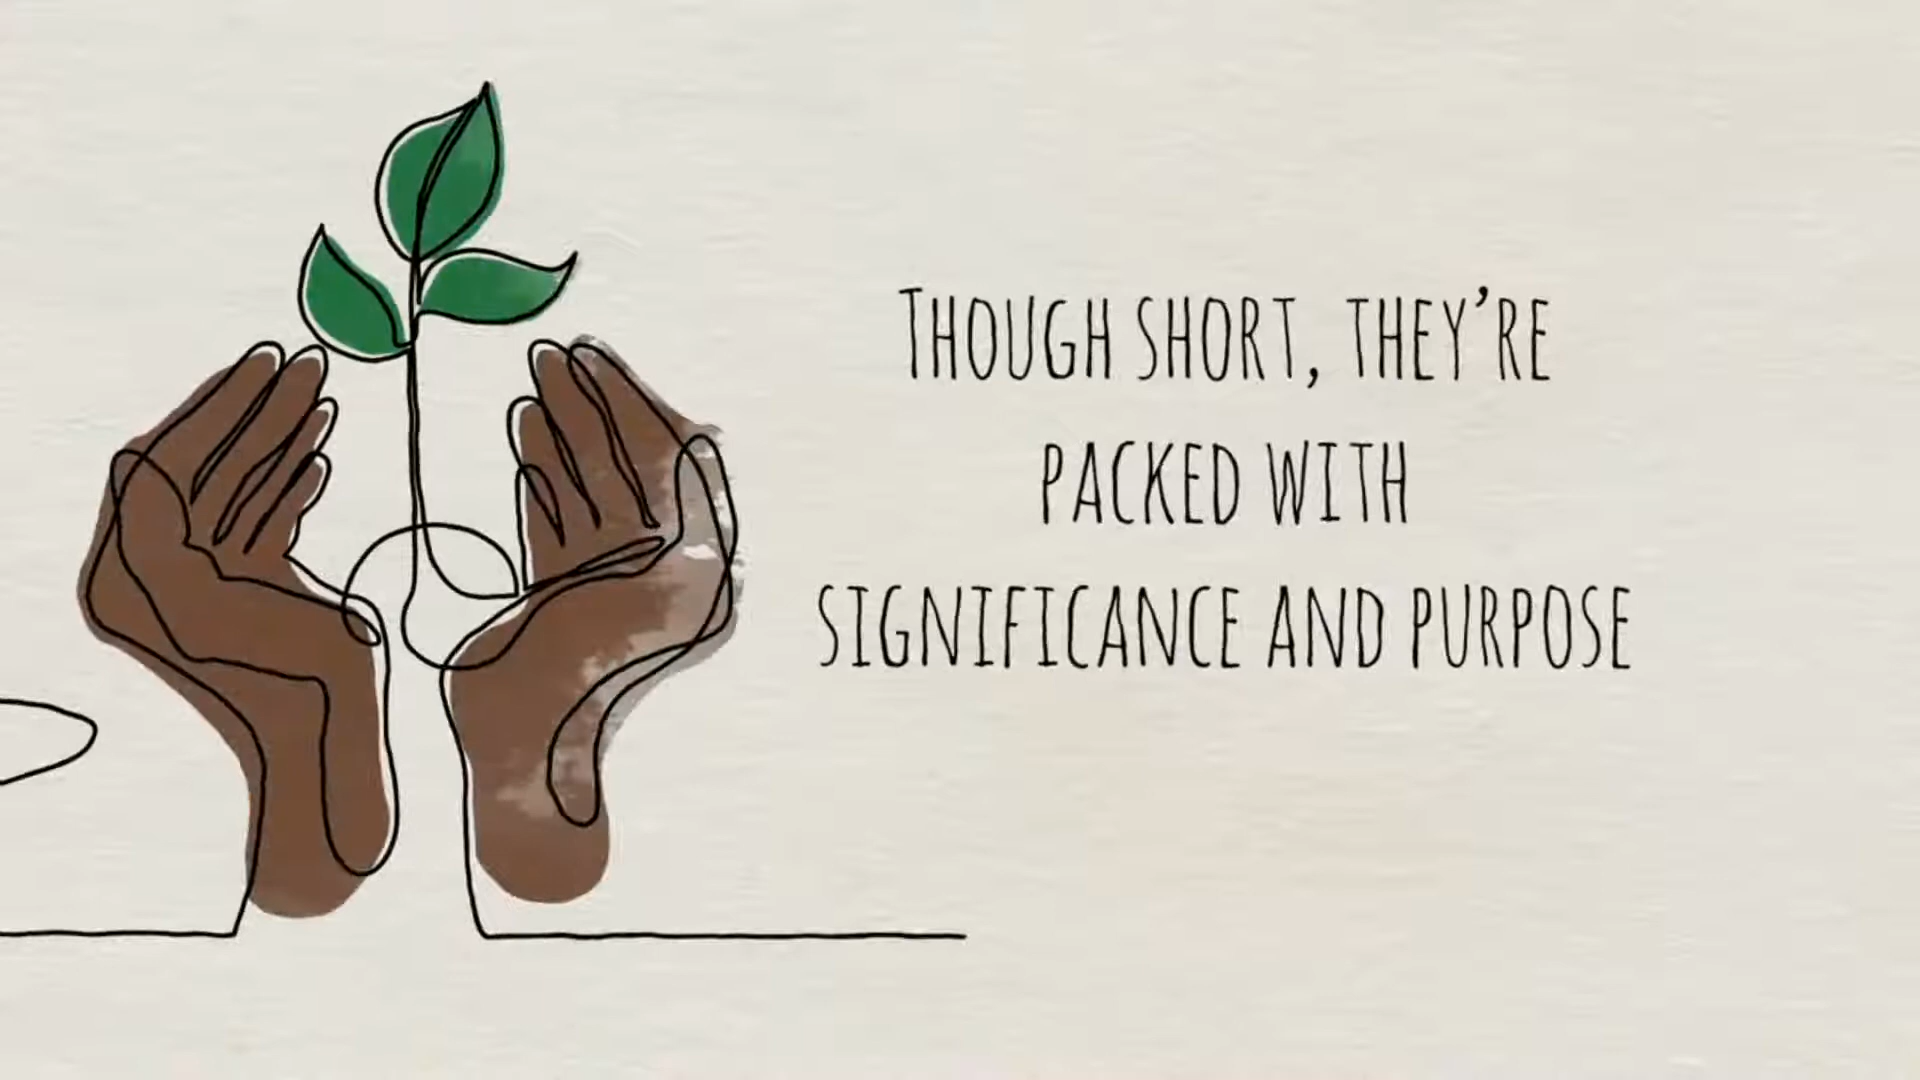 Though short, they’re
packed with
significance and purpose